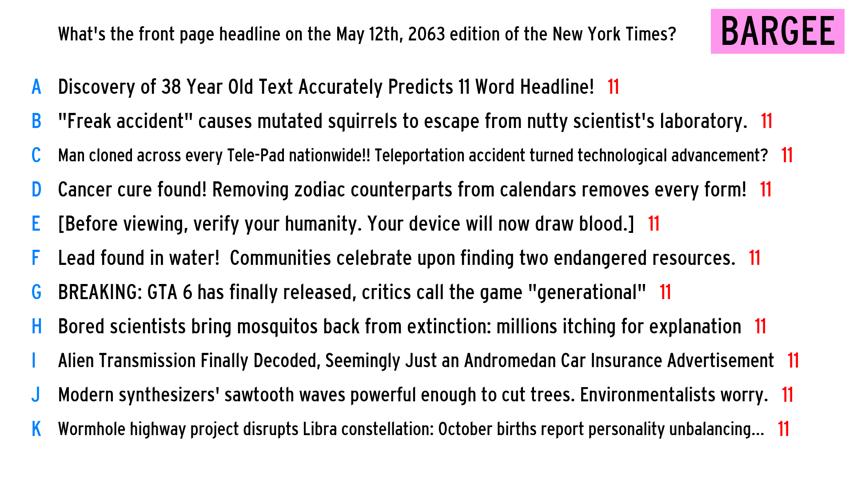 What's the front page headline on the May 12th, 2063 edition of the New York Times?
BARGEE
A Discovery of 38 Year Old Text Accurately Predicts 11 Word Headline! 11
B "Freak accident" causes mutated squirrels to escape from nutty scientist's laboratory. 11
C Man cloned across every Tele-Pad nationwide!! Teleportation accident turned technological advancement? 11
D Cancer cure found! Removing zodiac counterparts from calendars removes every form! 11
E [Before viewing, verify your humanity. Your device will now draw blood.] 11
F Lead found in water!  Communities celebrate upon finding two endangered resources. 11
G BREAKING: GTA 6 has finally released, critics call the game "generational" 11
H Bored scientists bring mosquitos back from extinction: millions itching for explanation 11
I Alien Transmission Finally Decoded, Seemingly Just an Andromedan Car Insurance Advertisement 11
J Modern synthesizers' sawtooth waves powerful enough to cut trees. Environmentalists worry. 11
K Wormhole highway project disrupts Libra constellation: October births report personality unbalancing... 11